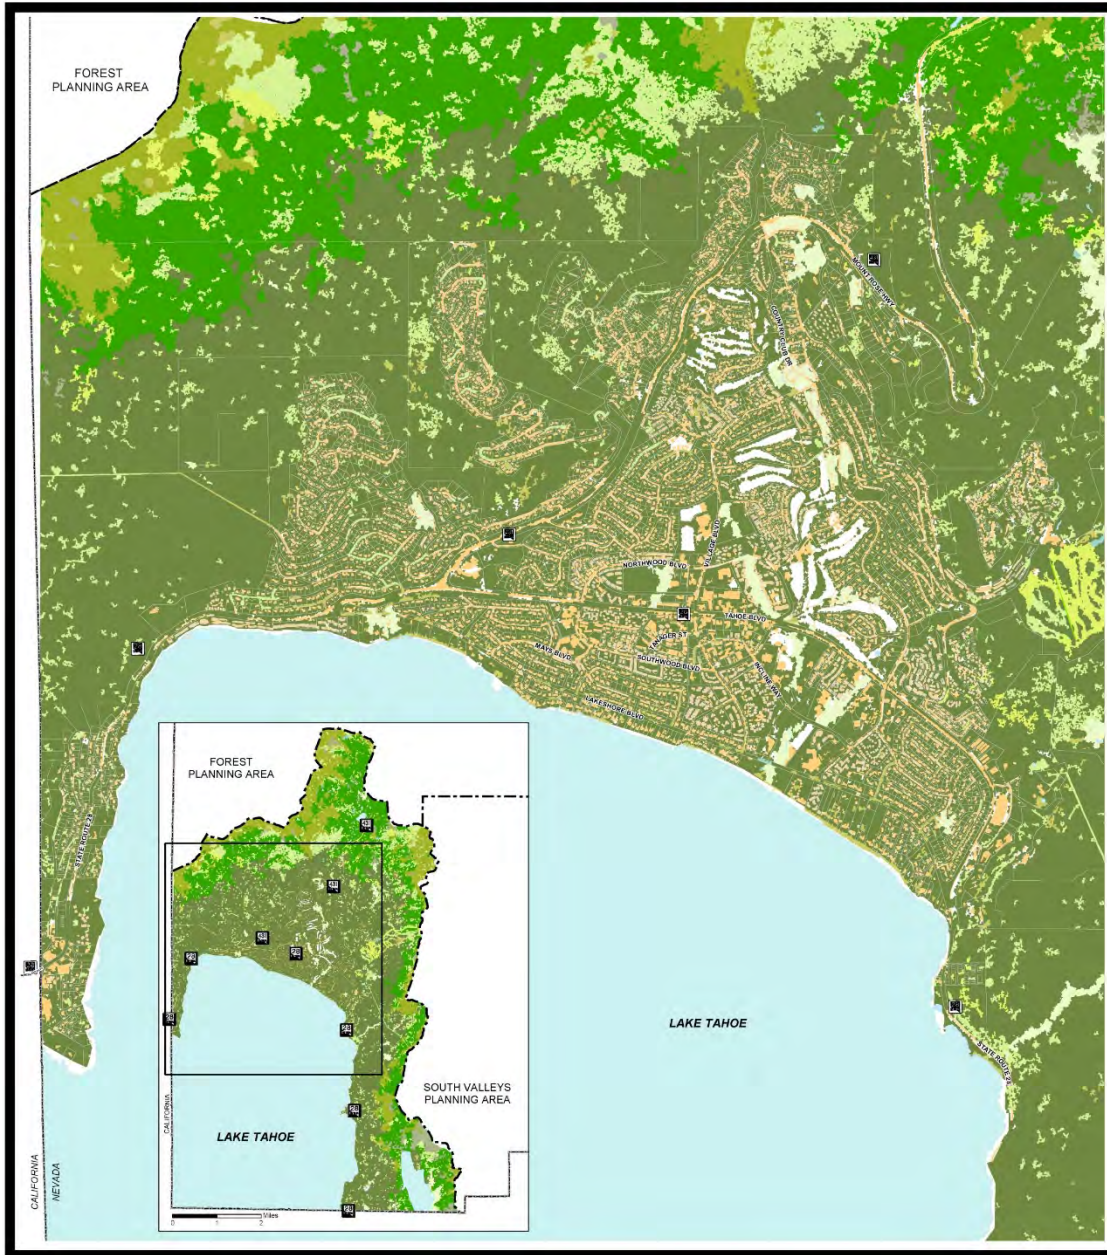 FOREST
PLANNING AREA
MOUNT ROSE HWY
COUNTRY CLUB DR
VILLAGE BLVD
NORTHWOOD BLVD
TAHOE BLVD
TANAGER ST
MAYS BLVD
SOUTHWOOD BLVD
INCLINE WAY
LAKESHORE BLVD
STATE ROUTE 28
FOREST
PLANNING AREA
LAKE TAHOE
STATE ROUTE 28
SOUTH VALLEYS
PLANNING AREA
CALIFORNIA
LAKE TAHOE
CALIFORNIA
NEVADA
0 1 2 Miles